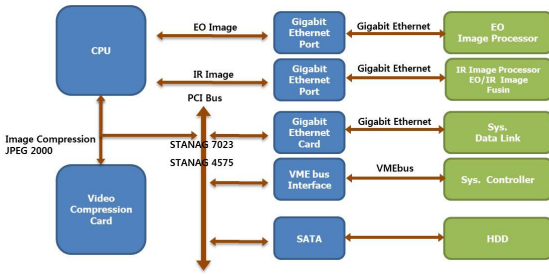 CPU
EO Image
Gigabit
Ethernet
Port
Gigabit Ethernet
EO
Image Processor
IR Image
Gigabit
Ethernet
Port
Gigabit Ethernet
IR Image Processor
EO/IR Image
Fusin
PCI Bus
Image Compression
JPEG 2000
STANAG 7023
STANAG 4575
Gigabit
Ethernet
Card
Gigabit Ethernet
Sys.
Data Link
Video
Compression
Card
VME bus
Interface
VMEbus
Sys. Controller
SATA
HDD